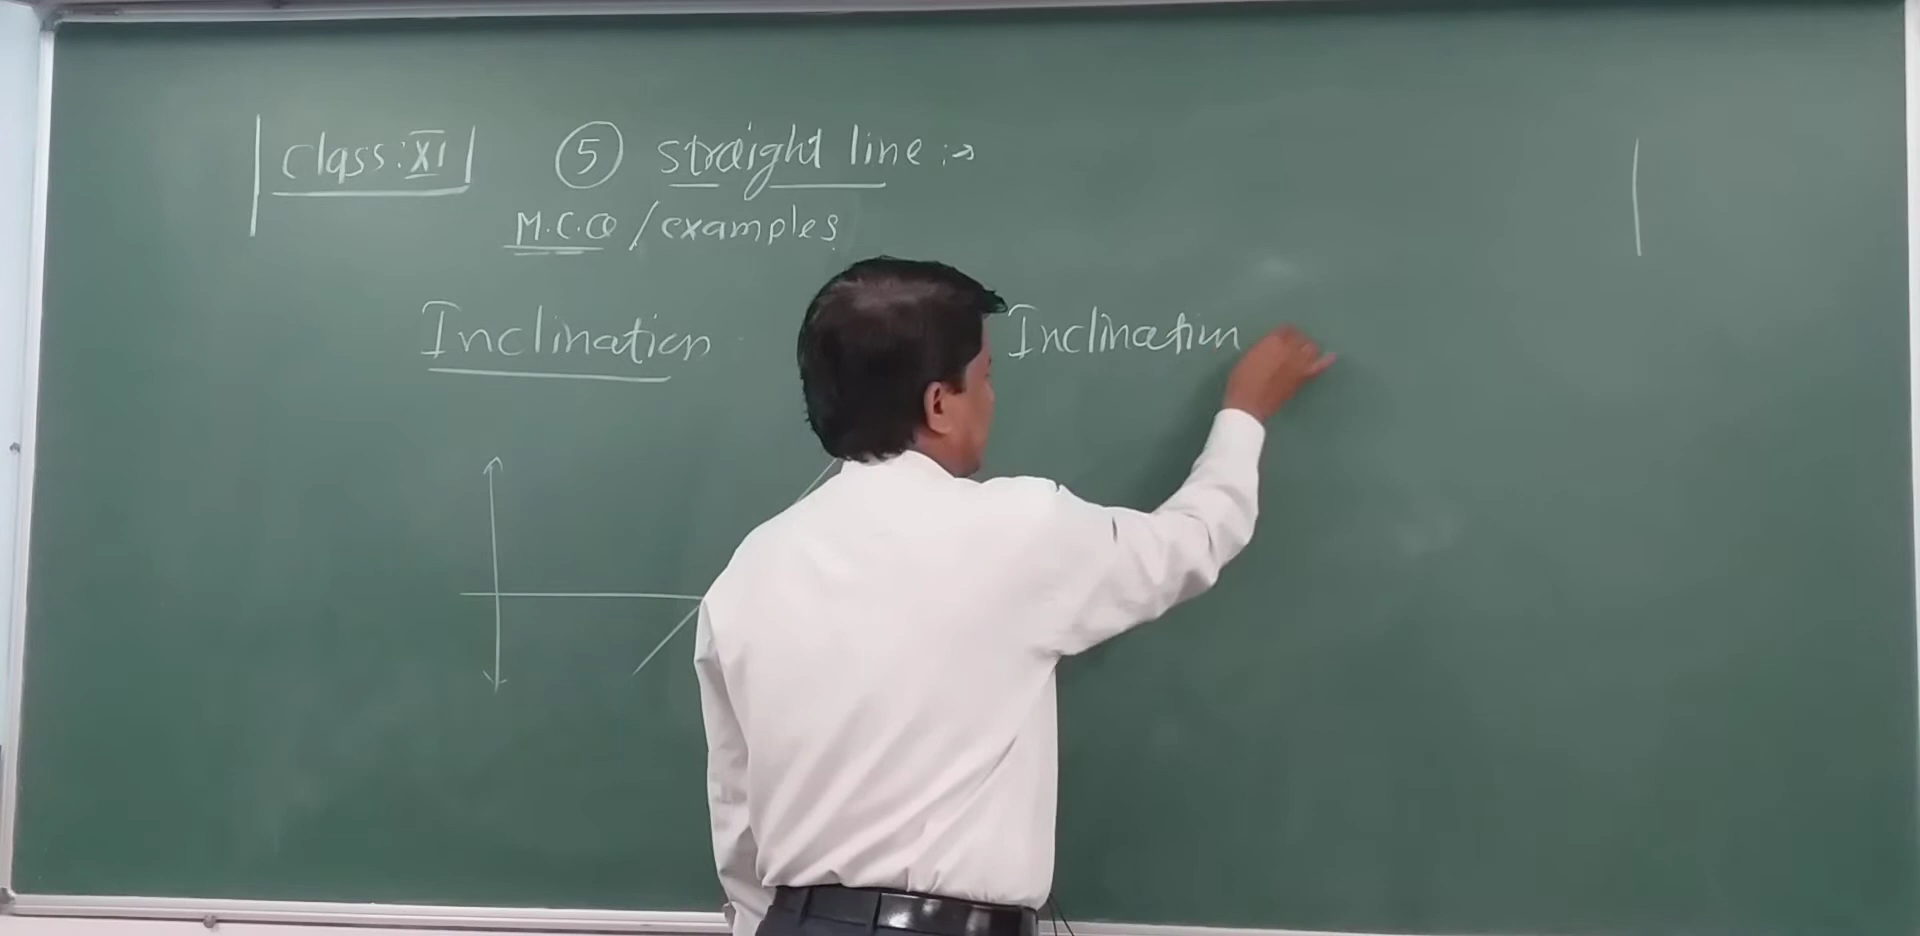 Class: XI ⑤ straight line :→
M.C.Q / examples
Inclination Inclination